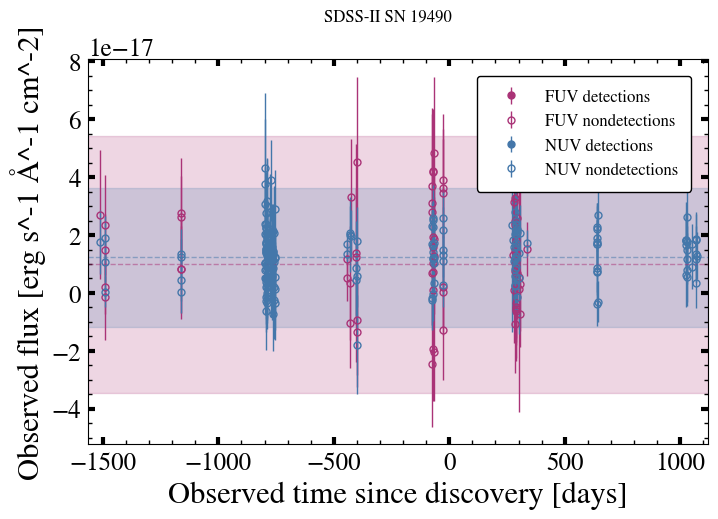 SDSS-II SN 19490
1e−17
8
6
4
2
0
−2
−4
Observed flux [erg s^-1 Å^-1 cm^-2]
FUV detections
FUV nondetections
NUV detections
NUV nondetections
−1500
−1000
−500
0
500
1000
Observed time since discovery [days]